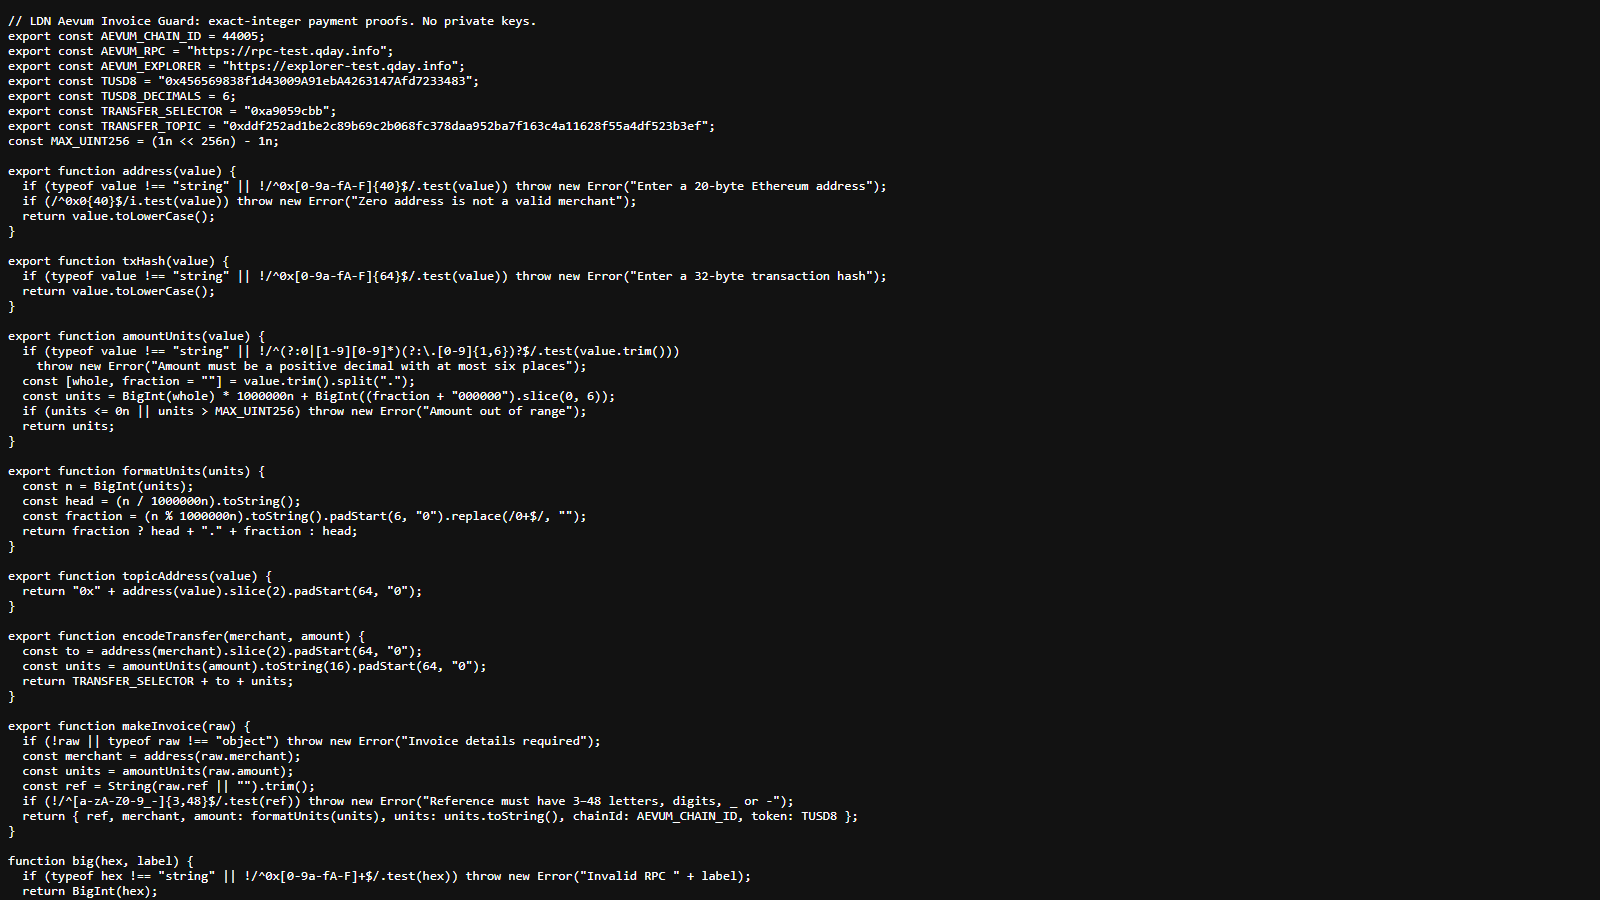 // LDN Aevum Invoice Guard: exact-integer payment proofs. No private keys.
export const AEVUM_CHAIN_ID = 44005;
export const AEVUM_RPC = "https://rpc-test.qday.info";
export const AEVUM_EXPLORER = "https://explorer-test.qday.info";
export const TUSD8 = "0x456569838f1d43009A91ebA4263147Afd7233483";
export const TUSD8_DECIMALS = 6;
export const TRANSFER_SELECTOR = "0xa9059cbb";
export const TRANSFER_TOPIC = "0xddf252ad1be2c89b69c2b068fc378daa952ba7f163c4a11628f55a4df523b3ef";
const MAX_UINT256 = (1n << 256n) - 1n;

export function address(value) {
  if (typeof value !== "string" || !/^0x[0-9a-fA-F]{40}$/.test(value)) throw new Error("Enter a 20-byte Ethereum address");
  if (/^0x0{40}$/i.test(value)) throw new Error("Zero address is not a valid merchant");
  return value.toLowerCase();
}

export function txHash(value) {
  if (typeof value !== "string" || !/^0x[0-9a-fA-F]{64}$/.test(value)) throw new Error("Enter a 32-byte transaction hash");
  return value.toLowerCase();
}

export function amountUnits(value) {
  if (typeof value !== "string" || !/^(?:0|[1-9][0-9]*)(?:\.[0-9]{1,6})?$/.test(value.trim()))
    throw new Error("Amount must be a positive decimal with at most six places");
  const [whole, fraction = ""] = value.trim().split(".");
  const units = BigInt(whole) * 1000000n + BigInt((fraction + "000000").slice(0, 6));
  if (units <= 0n || units > MAX_UINT256) throw new Error("Amount out of range");
  return units;
}

export function formatUnits(units) {
  const n = BigInt(units);
  const head = (n / 1000000n).toString();
  const fraction = (n % 1000000n).toString().padStart(6, "0").replace(/0+$/, "");
  return fraction ? head + "." + fraction : head;
}

export function topicAddress(value) {
  return "0x" + address(value).slice(2).padStart(64, "0");
}

export function encodeTransfer(merchant, amount) {
  const to = address(merchant).slice(2).padStart(64, "0");
  const units = amountUnits(amount).toString(16).padStart(64, "0");
  return TRANSFER_SELECTOR + to + units;
}

export function makeInvoice(raw) {
  if (!raw || typeof raw !== "object") throw new Error("Invoice details required");
  const merchant = address(raw.merchant);
  const units = amountUnits(raw.amount);
  const ref = String(raw.ref || "").trim();
  if (!/^[a-zA-Z0-9_-]{3,48}$/.test(ref)) throw new Error("Reference must have 3–48 letters, digits, _ or -");
  return { ref, merchant, amount: formatUnits(units), units: units.toString(), chainId: AEVUM_CHAIN_ID, token: TUSD8 };
}

function big(hex, label) {
  if (typeof hex !== "string" || !/^0x[0-9a-fA-F]+$/.test(hex)) throw new Error("Invalid RPC " + label);
  return BigInt(hex);